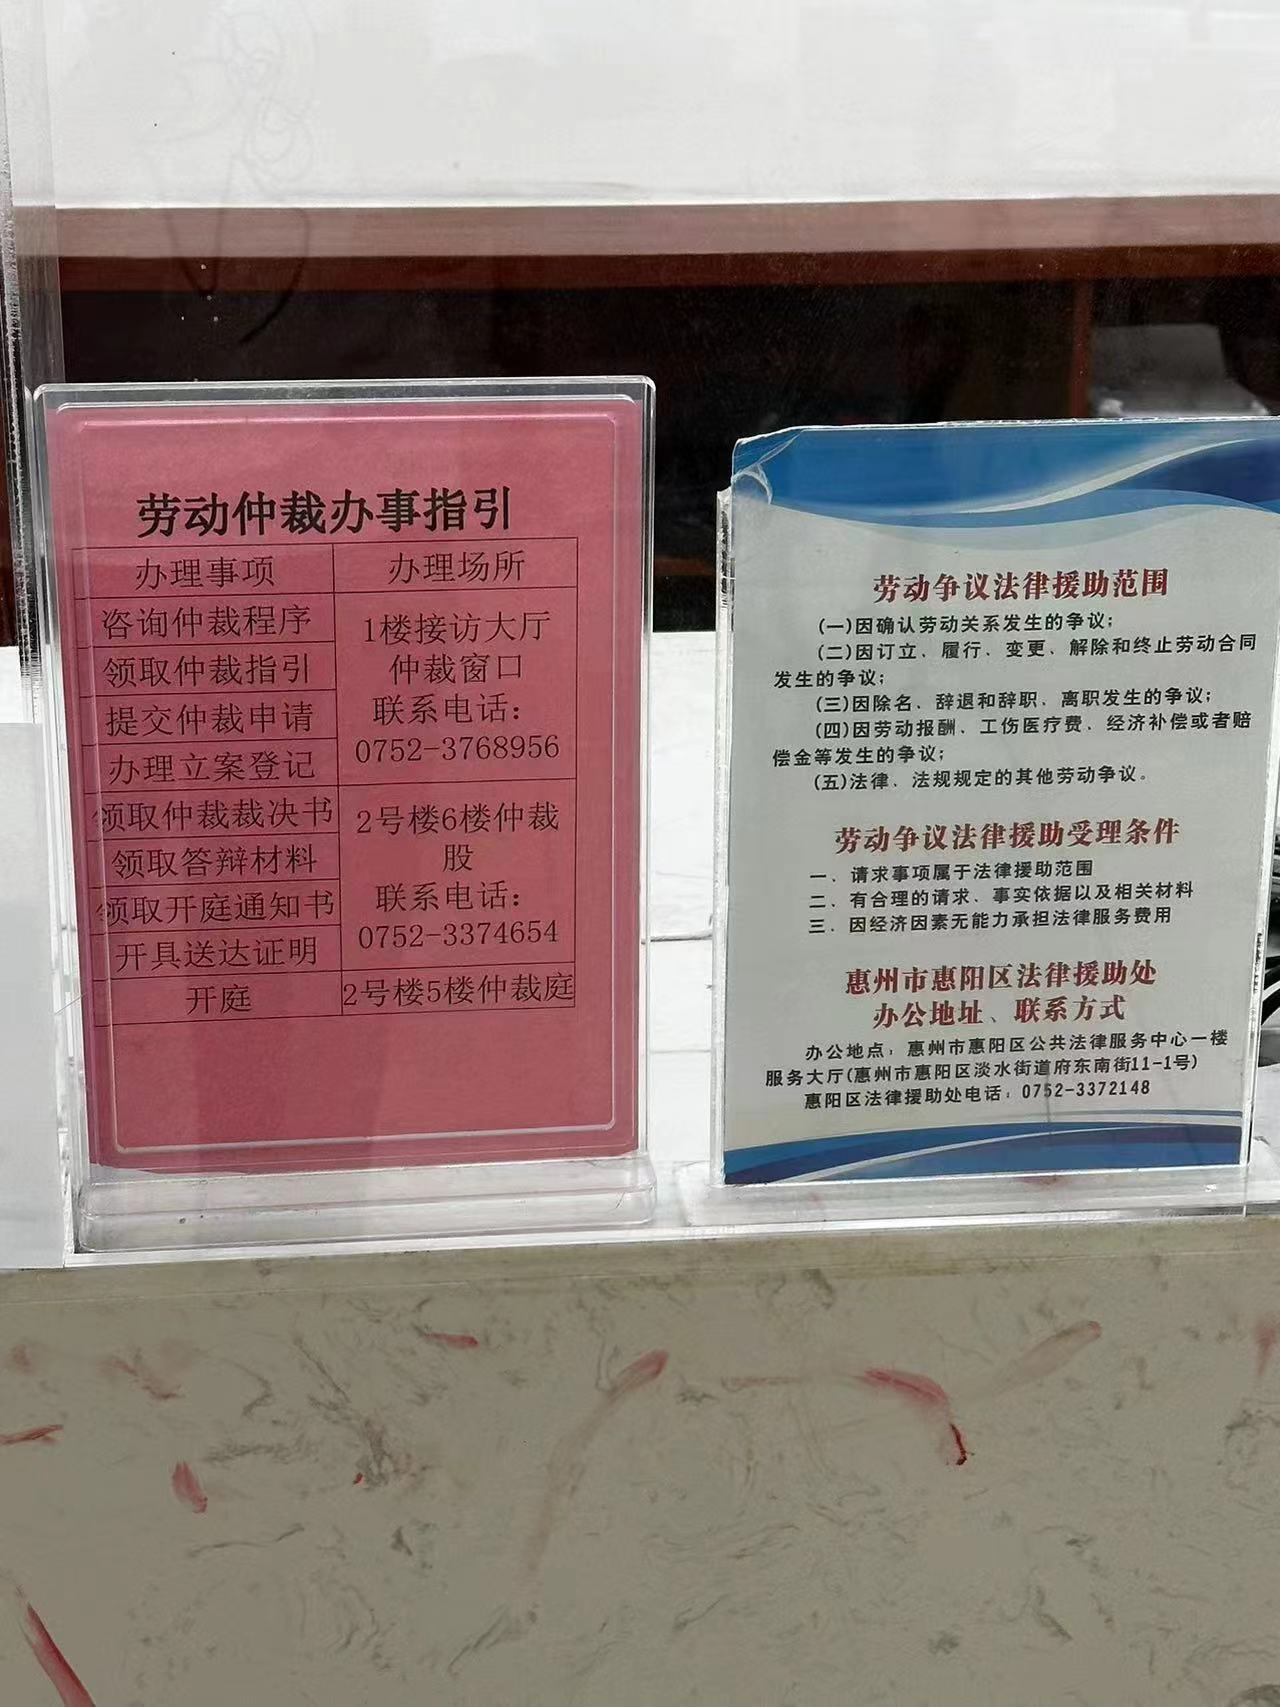 劳动仲裁办事指引
办理事项
办理场所
咨询仲裁程序
领取仲裁指引
提交仲裁申请
办理立案登记
1楼接访大厅
仲裁窗口
联系电话：
0752-3768956
领取仲裁裁决书
领取答辩材料
领取开庭通知书
开具送达证明
2号楼6楼仲裁
股
联系电话：
0752-3374654
开庭
2号楼5楼仲裁庭
劳动争议法律援助范围
(一)因确认劳动关系发生的争议；
(二)因订立、履行、变更、解除和终止劳动合同
发生的争议；
(三)因除名、辞退和辞职、离职发生的争议；
(四)因劳动报酬、工伤医疗费、经济补偿或者赔
偿金等发生的争议；
(五)法律、法规规定的其他劳动争议。
劳动争议法律援助受理条件
一、请求事项属于法律援助范围
二、有合理的请求、事实依据以及相关材料
三、因经济因素无能力承担法律服务费用
惠州市惠阳区法律援助处
办公地址、联系方式
办公地点：惠州市惠阳区公共法律服务中心一楼
服务大厅(惠州市惠阳区淡水街道府东南街11-1号)
惠阳区法律援助处电话：0752-3372148